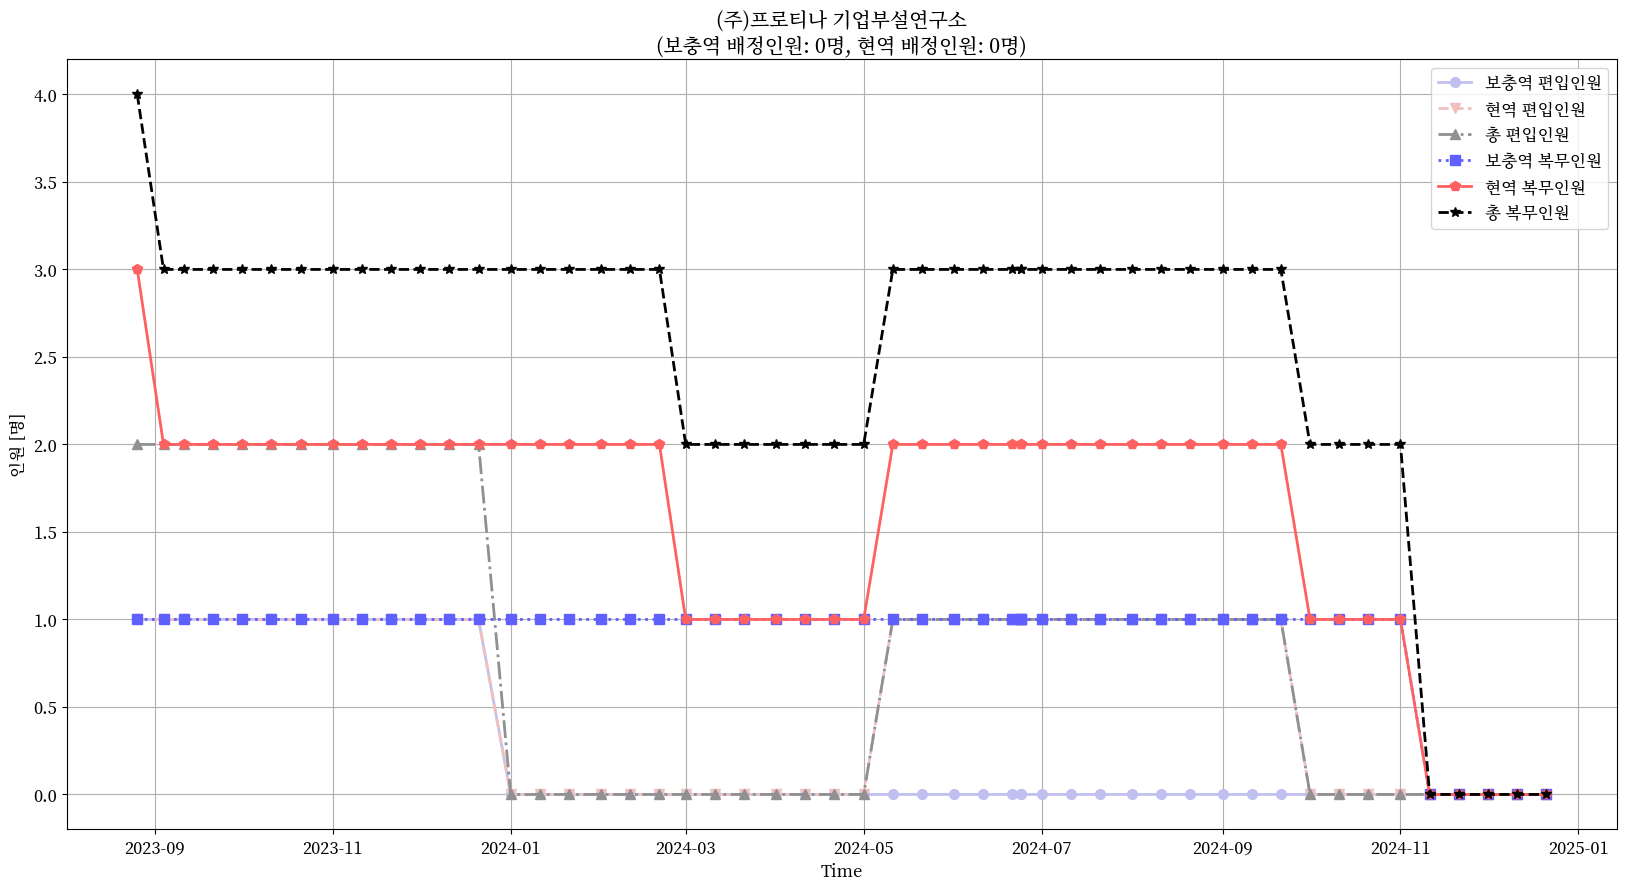 (주)프로티나 기업부설연구소
(보충역 배정인원: 0명, 현역 배정인원: 0명)
보충역 편입인원
현역 편입인원
총 편입인원
보충역 복무인원
현역 복무인원
총 복무인원
4.0
3.5
3.0
2.5
2.0
1.5
1.0
0.5
0.0
인원 [명]
2023-09 2023-11 2024-01 2024-03 2024-05 2024-07 2024-09 2024-11 2025-01
Time